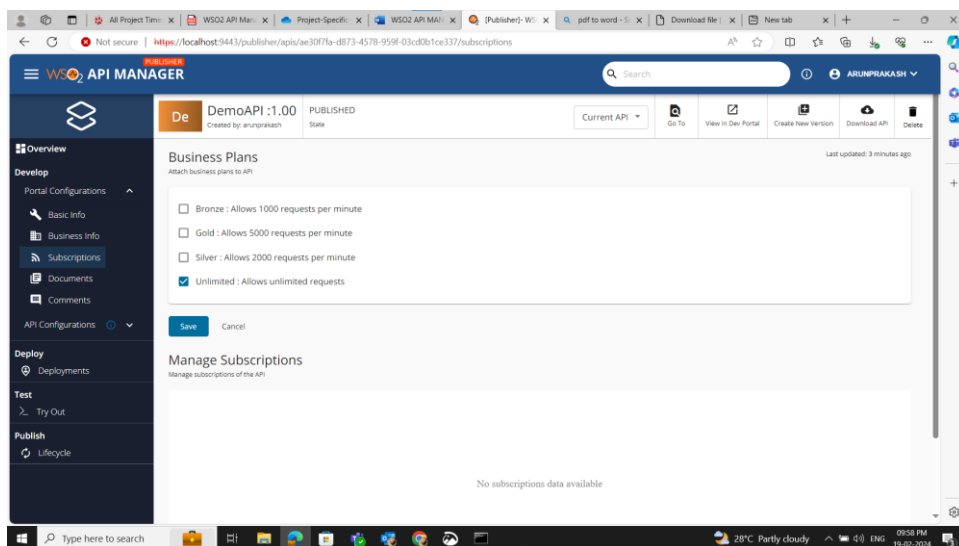 All Project Time
WSO2 API Man
Project-Specific
WSO2 API MAN
[Publisher]- WS
pdf to word - S
Download file |
New tab
Not secure
https://localhost:9443/publisher/apis/ae30f7fa-d873-4578-959f-03cd0b1ce337/subscriptions
PUBLISHER
WSO2 API MANAGER
Search
ARUNPRAKASH
De
DemoAPI :1.00
Created by: arunprakash
PUBLISHED
State
Current API
Go To
View in Dev Portal
Create New Version
Download API
Delete
Overview
Develop
Portal Configurations
Basic Info
Business Info
Subscriptions
Documents
Comments
API Configurations
Deploy
Deployments
Test
Try Out
Publish
Lifecycle
Business Plans
Attach business plans to API
Last updated: 3 minutes ago
Bronze : Allows 1000 requests per minute
Gold : Allows 5000 requests per minute
Silver : Allows 2000 requests per minute
Unlimited : Allows unlimited requests
Save
Cancel
Manage Subscriptions
Manage subscriptions of the API
No subscriptions data available
Type here to search
28°C Partly cloudy
ENG
09:58 PM
19-02-2024